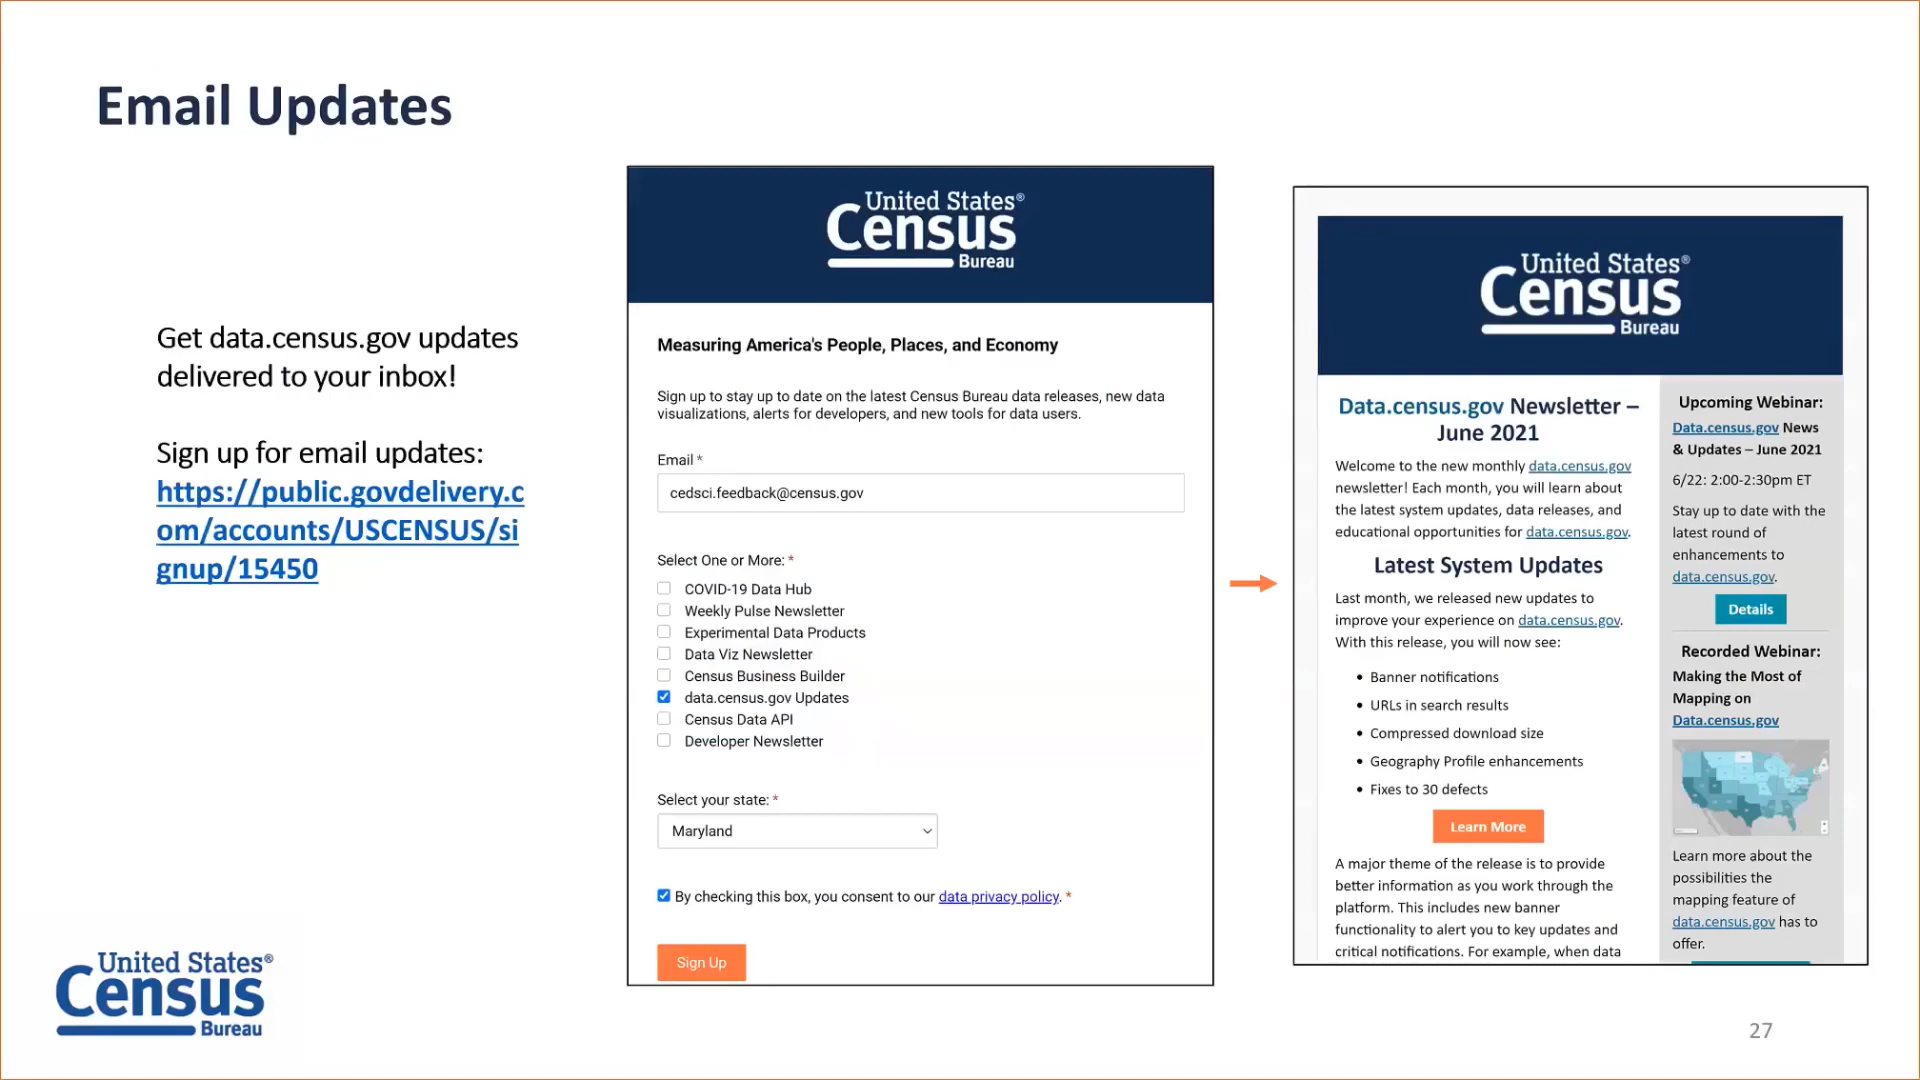 Email Updates
Get data.census.gov updates
delivered to your inbox!
Sign up for email updates:
https://public.govdelivery.c
om/accounts/USCENSUS/si
gnup/15450
United States®
Census
Bureau
Measuring America's People, Places, and Economy
Sign up to stay up to date on the latest Census Bureau data releases, new data
visualizations, alerts for developers, and new tools for data users.
Email *
cedsci.feedback@census.gov
Select One or More: *
COVID-19 Data Hub
Weekly Pulse Newsletter
Experimental Data Products
Data Viz Newsletter
Census Business Builder
data.census.gov Updates
Census Data API
Developer Newsletter
Select your state: *
Maryland
By checking this box, you consent to our data privacy policy. *
Sign Up
United States®
Census
Bureau
Data.census.gov Newsletter –
June 2021
Welcome to the new monthly data.census.gov
newsletter! Each month, you will learn about
the latest system updates, data releases, and
educational opportunities for data.census.gov.
Latest System Updates
Last month, we released new updates to
improve your experience on data.census.gov.
With this release, you will now see:
• Banner notifications
• URLs in search results
• Compressed download size
• Geography Profile enhancements
• Fixes to 30 defects
Learn More
A major theme of the release is to provide
better information as you work through the
platform. This includes new banner
functionality to alert you to key updates and
critical notifications. For example, when data
Upcoming Webinar:
Data.census.gov News
& Updates – June 2021
6/22: 2:00-2:30pm ET
Stay up to date with the
latest round of
enhancements to
data.census.gov.
Details
Recorded Webinar:
Making the Most of
Mapping on
Data.census.gov
Learn more about the
possibilities the
mapping feature of
data.census.gov has to
offer.
United States®
Census
Bureau
27